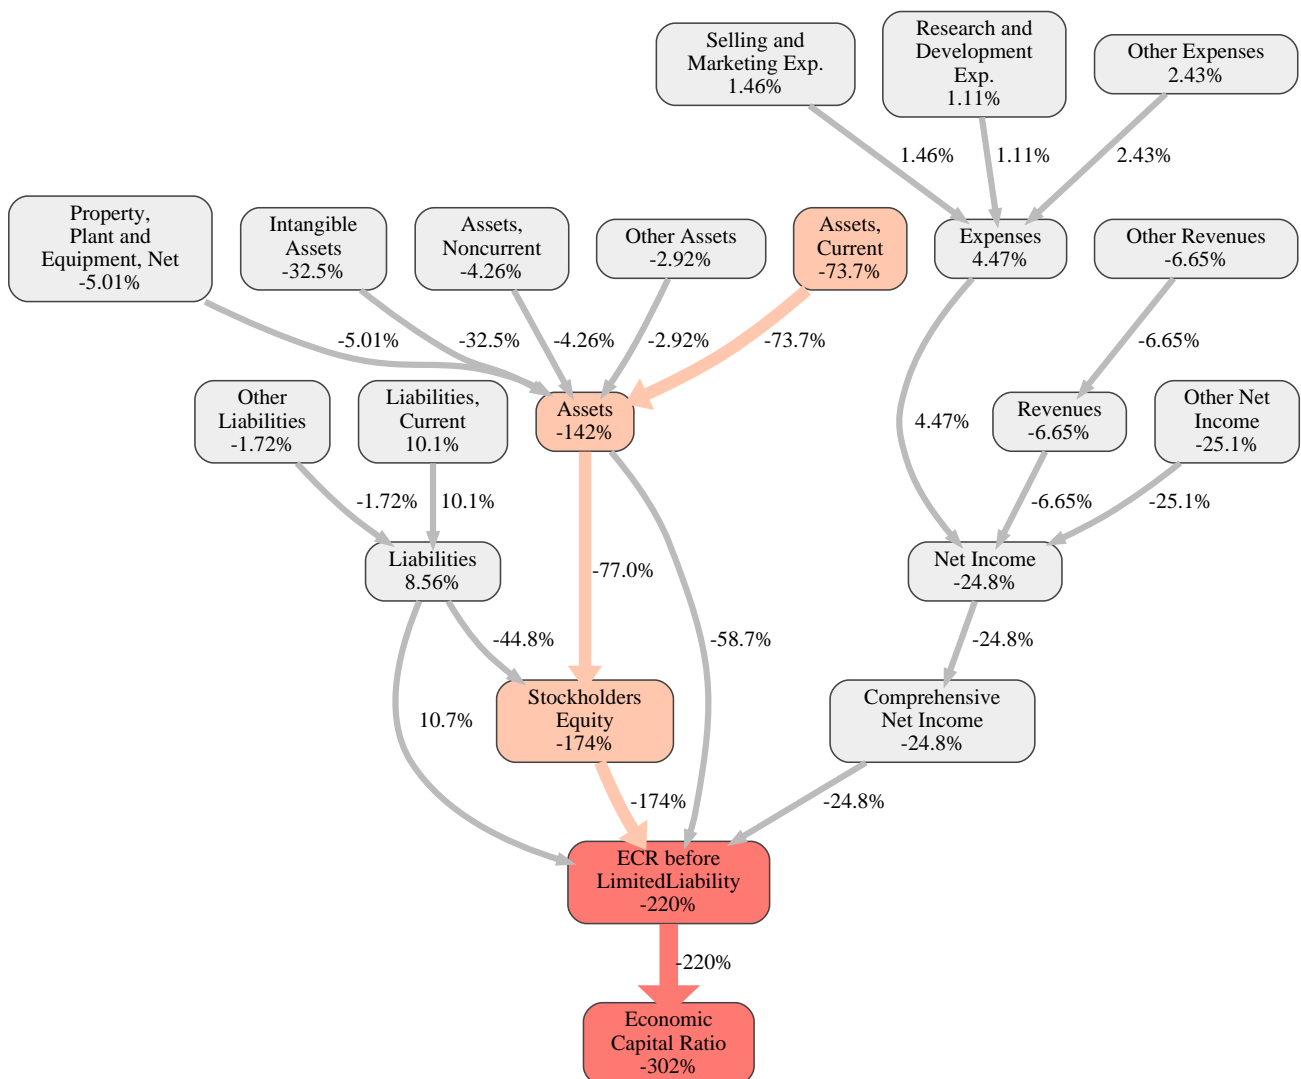 Selling and
Marketing Exp.
1.46%
Research and
Development
Exp.
1.11%
Other Expenses
2.43%
1.46%
1.11%
2.43%
Property,
Plant and
Equipment, Net
-5.01%
Intangible
Assets
-32.5%
Assets,
Noncurrent
-4.26%
Other Assets
-2.92%
Assets,
Current
-73.7%
Expenses
4.47%
Other Revenues
-6.65%
-5.01%
-32.5%
-4.26%
-2.92%
-73.7%
-6.65%
Other
Liabilities
-1.72%
Liabilities,
Current
10.1%
Assets
-142%
4.47%
Revenues
-6.65%
Other Net
Income
-25.1%
-1.72%
10.1%
-6.65%
-25.1%
Liabilities
8.56%
-77.0%
Net Income
-24.8%
-44.8%
-58.7%
-24.8%
10.7%
Stockholders
Equity
-174%
Comprehensive
Net Income
-24.8%
-174%
-24.8%
ECR before
LimitedLiability
-220%
-220%
Economic
Capital Ratio
-302%